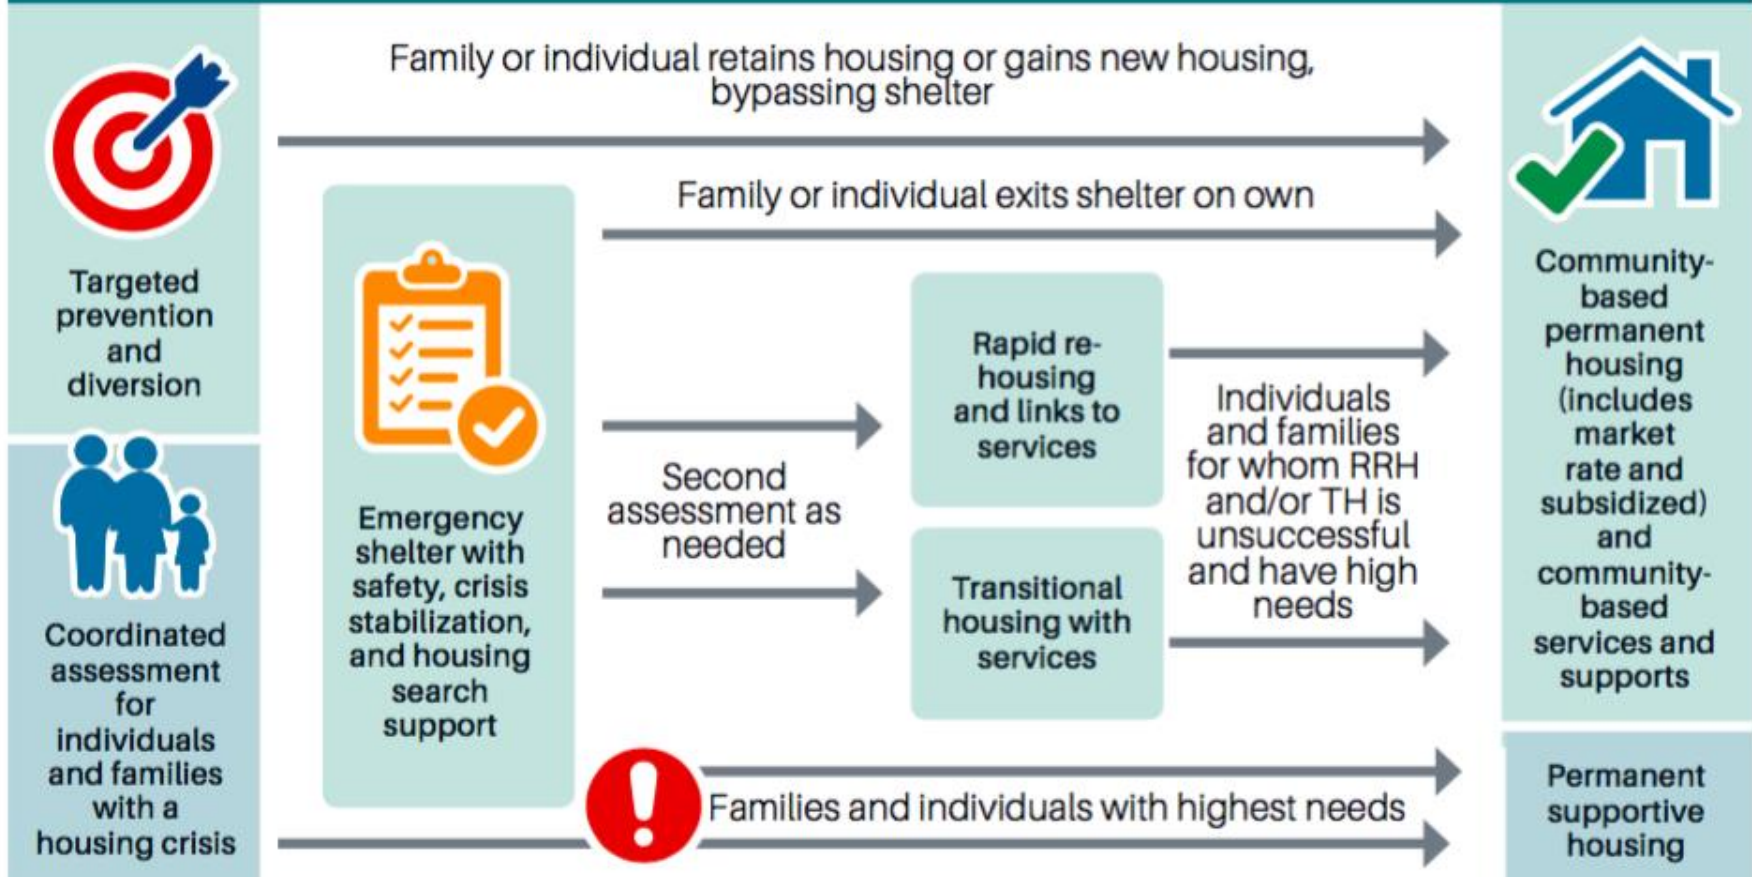 Family or individual retains housing or gains new housing,
bypassing shelter
Targeted
prevention
and
diversion
Coordinated
assessment
for
individuals
and families
with a
housing crisis
Emergency
shelter with
safety, crisis
stabilization,
and housing
search
support
Family or individual exits shelter on own
Second
assessment as
needed
Rapid re-
housing
and links to
services
Transitional
housing with
services
Individuals
and families
for whom RRH
and/or TH is
unsuccessful
and have high
needs
Families and individuals with highest needs
Community-
based
permanent
housing
(includes
market
rate and
subsidized)
and
community-
based
services and
supports
Permanent
supportive
housing